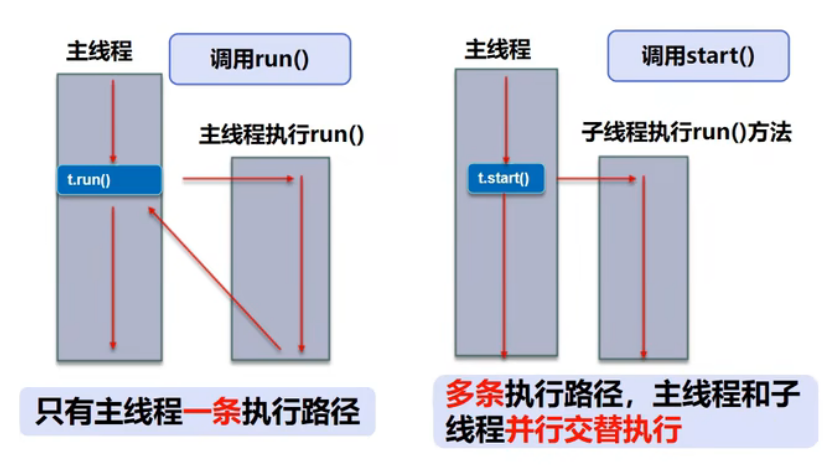 主线程
调用run()
主线程执行run()
t.run()
只有主线程一条执行路径
主线程
调用start()
子线程执行run()方法
t.start()
多条执行路径，主线程和子
线程并行交替执行